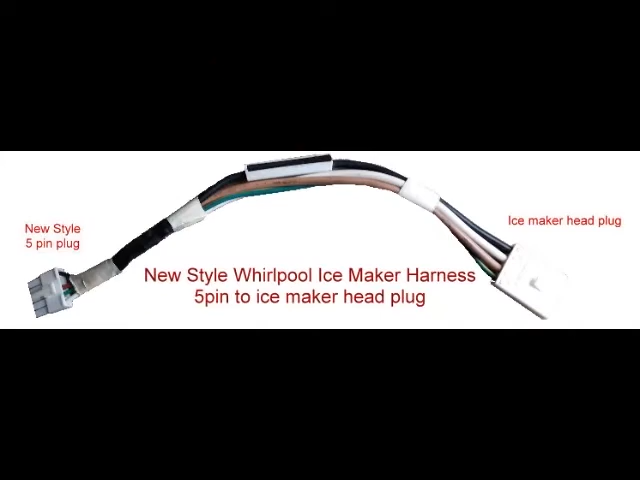 New Style
5 pin plug
Ice maker head plug
New Style Whirlpool Ice Maker Harness
5pin to ice maker head plug